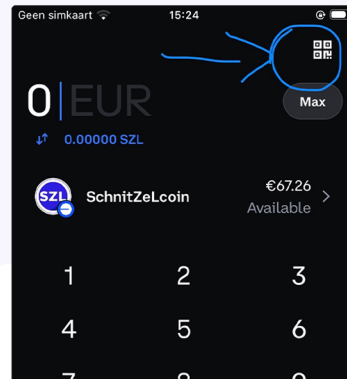 Geen simkaart 15:24
0 EUR
Max
0.00000 SZL
SZL SchnitZeLcoin €67.26
Available
1 2 3
4 5 6